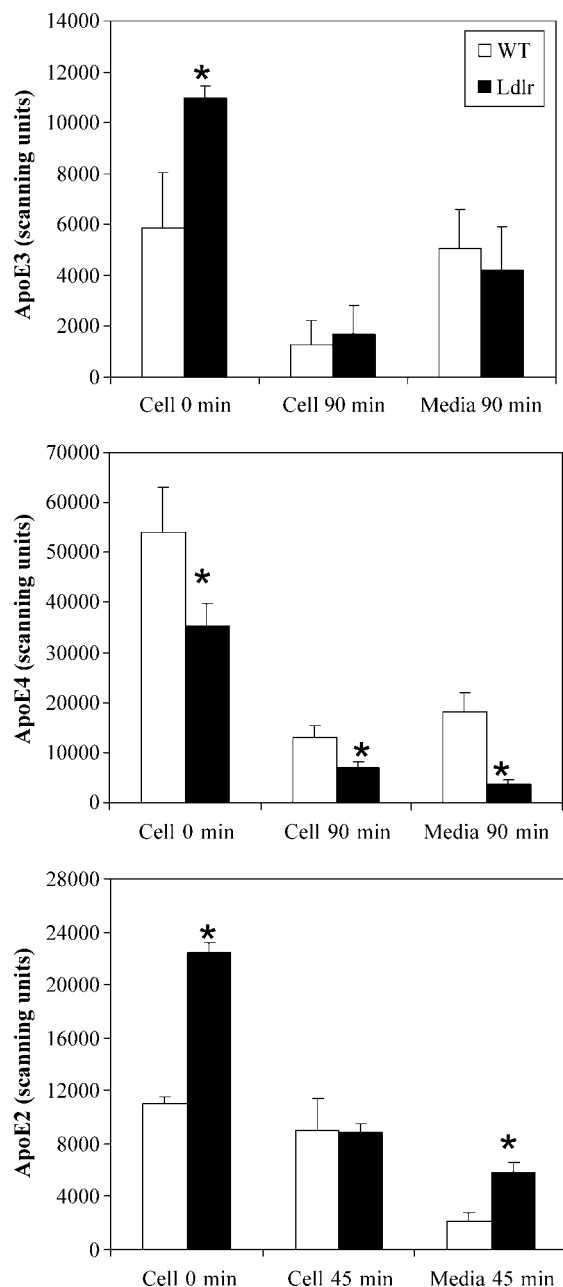 ApoE3 (scanning units)
14000
12000
10000
8000
6000
4000
2000
0
WT
Ldlr
*
Cell 0 min
Cell 90 min
Media 90 min
ApoE4 (scanning units)
70000
60000
50000
40000
30000
20000
10000
0
*
*
*
Cell 0 min
Cell 90 min
Media 90 min
ApoE2 (scanning units)
28000
24000
20000
16000
12000
8000
4000
0
*
*
Cell 0 min
Cell 45 min
Media 45 min